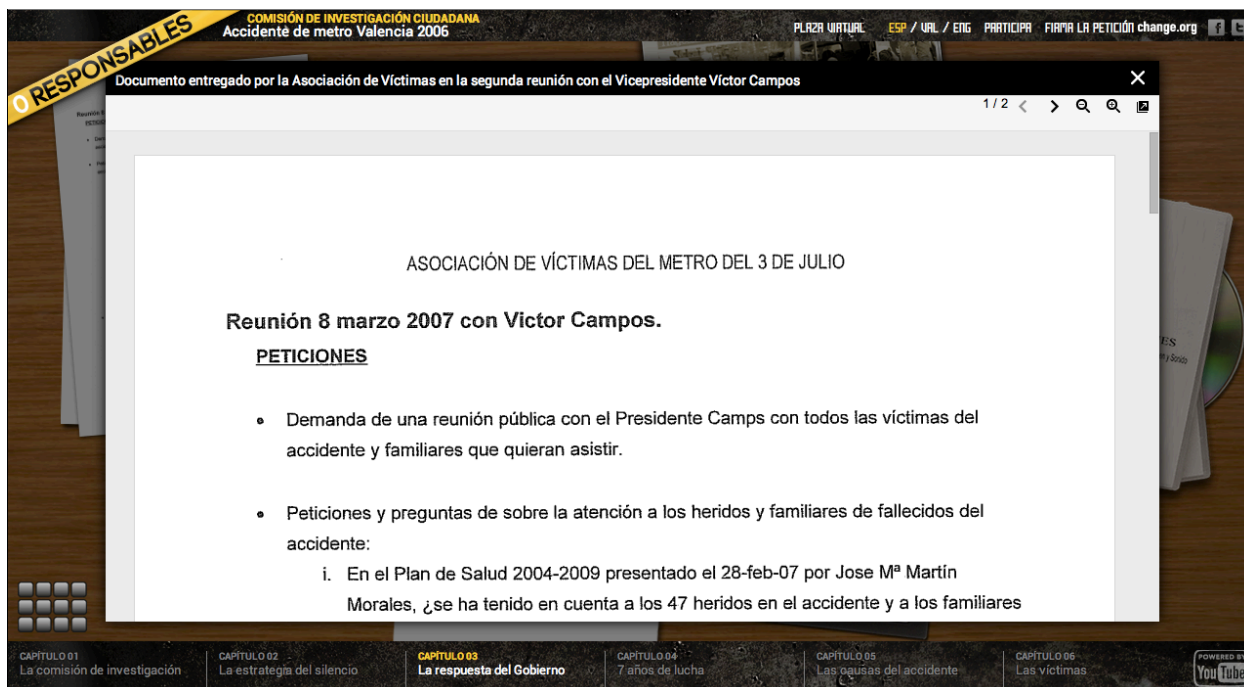 COMISIÓN DE INVESTIGACIÓN CIUDADANA
Accidente de metro Valencia 2006
PLAZA VIRTUAL ESP / VAL / ENG PARTICIPA FIRMA LA PETICIÓN change.org
0 RESPONSABLES
Documento entregado por la Asociación de Víctimas en la segunda reunión con el Vicepresidente Víctor Campos
1 / 2
ASOCIACIÓN DE VÍCTIMAS DEL METRO DEL 3 DE JULIO
Reunión 8 marzo 2007 con Victor Campos.
PETICIONES
• Demanda de una reunión pública con el Presidente Camps con todos las víctimas del
accidente y familiares que quieran asistir.
• Peticiones y preguntas de sobre la atención a los heridos y familiares de fallecidos del
accidente:
i. En el Plan de Salud 2004-2009 presentado el 28-feb-07 por Jose Mª Martín
Morales, ¿se ha tenido en cuenta a los 47 heridos en el accidente y a los familiares
CAPÍTULO 01
La comisión de investigación
CAPÍTULO 02
La estrategia del silencio
CAPÍTULO 03
La respuesta del Gobierno
CAPÍTULO 04
7 años de lucha
CAPÍTULO 05
Las causas del accidente
CAPÍTULO 06
Las víctimas
POWERED BY
YouTube